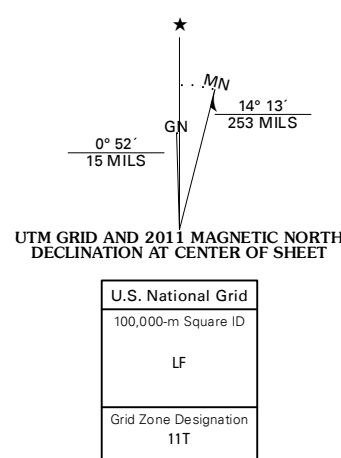 ★
MN
GN
14° 13´
253 MILS
0° 52´
15 MILS
UTM GRID AND 2011 MAGNETIC NORTH
DECLINATION AT CENTER OF SHEET
U.S. National Grid
100,000-m Square ID
LF
Grid Zone Designation
11T